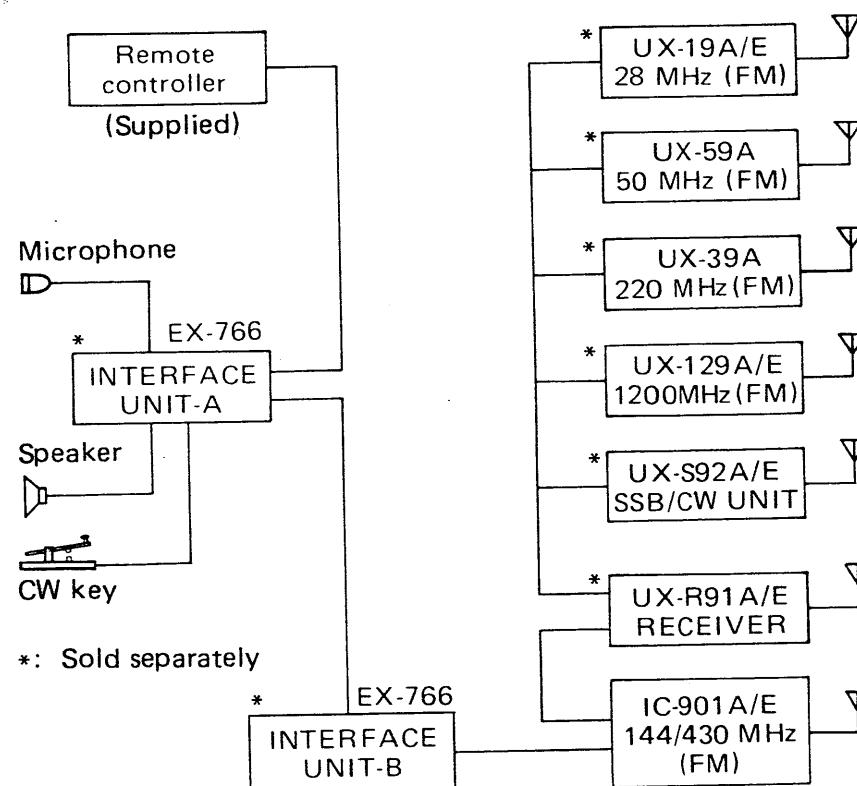 Remote
controller
(Supplied)
Microphone
* EX-766
INTERFACE
UNIT-A
Speaker
CW key
*: Sold separately
* EX-766
INTERFACE
UNIT-B
* UX-19A/E
28 MHz (FM)
* UX-59A
50 MHz (FM)
* UX-39A
220 MHz (FM)
* UX-129A/E
1200MHz (FM)
* UX-S92A/E
SSB/CW UNIT
* UX-R91A/E
RECEIVER
IC-901A/E
144/430 MHz
(FM)